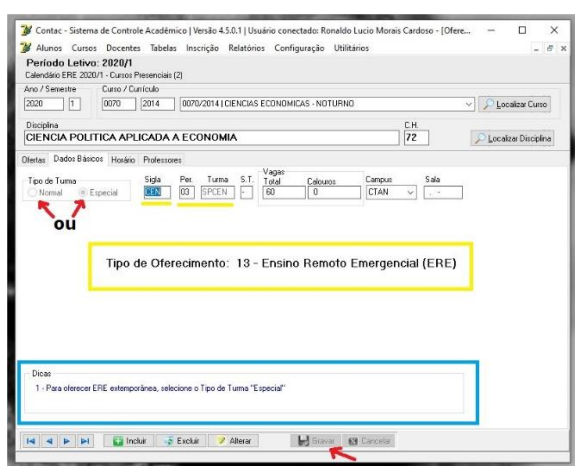 Contac - Sistema de Controle Acadêmico | Versão 4.5.0.1 | Usuário conectado: Ronaldo Lucio Morais Cardoso - [Ofere...
Alunos Cursos Docentes Tabelas Inscrição Relatórios Configuração Utilitários
Período Letivo: 2020/1
Calendário ERE 2020/1 - Cursos Presenciais (2)
Ano / Semestre Curso / Currículo
2020 1 0070 2014 0070/2014 | CIENCIAS ECONOMICAS - NOTURNO Localizar Curso
Disciplina C.H.
CIENCIA POLITICA APLICADA A ECONOMIA 72 Localizar Disciplina
Ofertas Dados Básicos Horário Professores
Tipo de Turma Sigla Per. Turma S.T. Vagas Total Calouros Campus Sala
Normal Especial CEN 03 SPCEN - 60 0 CTAN . -
ou
Tipo de Oferecimento: 13 - Ensino Remoto Emergencial (ERE)
Dicas
1 - Para oferecer ERE extemporânea, selecione o Tipo de Turma "Especial"
Incluir Excluir Alterar Gravar Cancelar